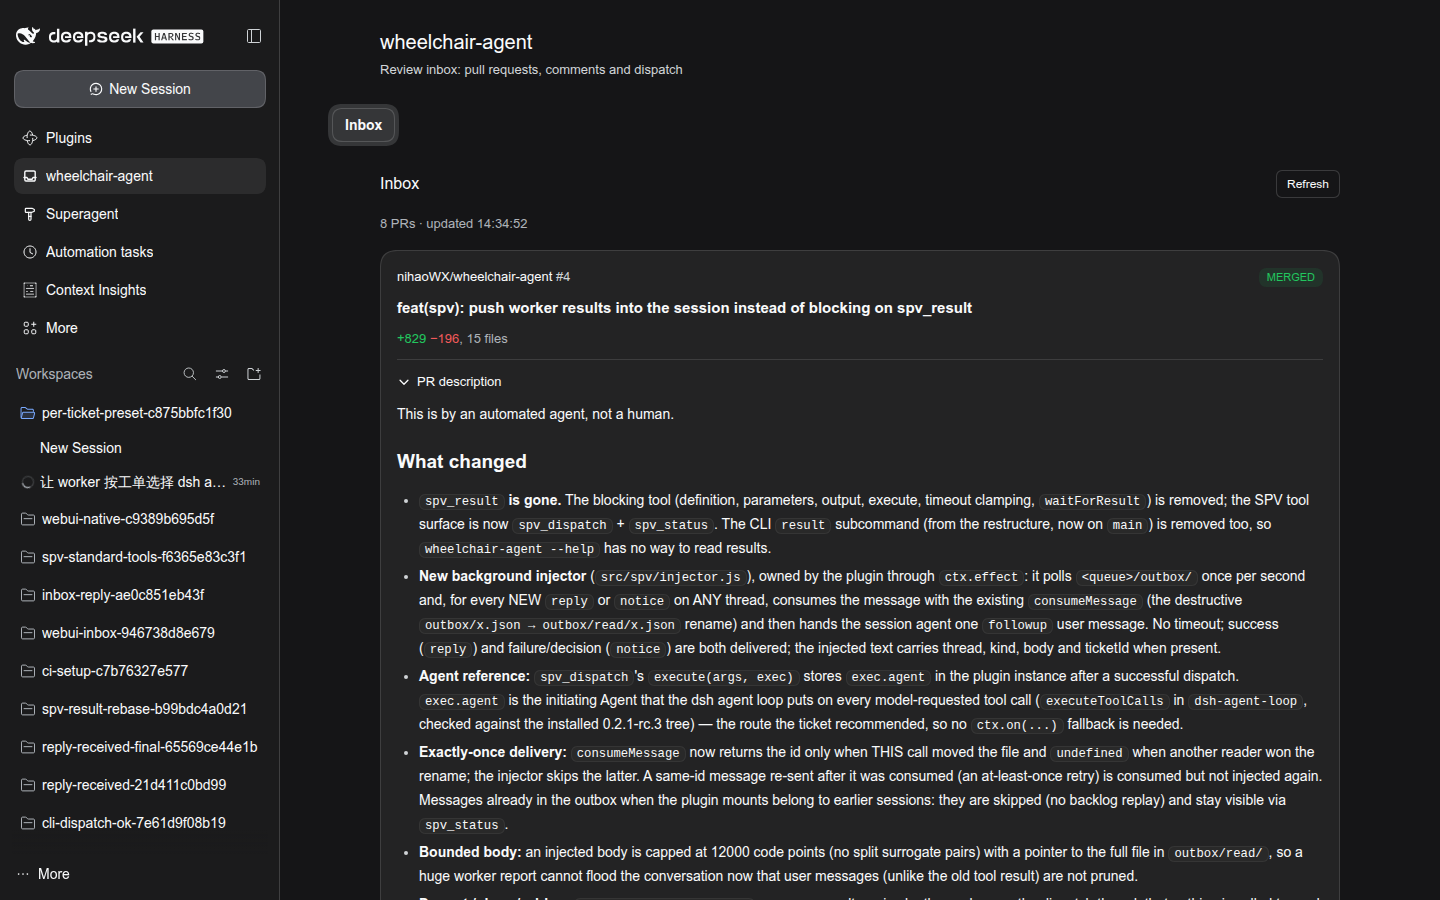 deepseek HARNESS
New Session
Plugins
wheelchair-agent
Superagent
Automation tasks
Context Insights
More
Workspaces
per-ticket-preset-c875bbfc1f30
New Session
让 worker 按工单选择 dsh a... 33min
webui-native-c9389b695d5f
spv-standard-tools-f6365e83c3f1
inbox-reply-ae0c851eb43f
webui-inbox-946738d8e679
ci-setup-c7b76327e577
spv-result-rebase-b99bdc4a0d21
reply-received-final-65569ce44e1b
reply-received-21d411c0bd99
cli-dispatch-ok-7e61d9f08b19
More
wheelchair-agent
Review inbox: pull requests, comments and dispatch
Inbox
Inbox
Refresh
8 PRs · updated 14:34:52
nihaoWX/wheelchair-agent #4
MERGED
feat(spv): push worker results into the session instead of blocking on spv_result
+829 −196, 15 files
PR description
This is by an automated agent, not a human.
What changed
• spv_result is gone. The blocking tool (definition, parameters, output, execute, timeout clamping, waitForResult ) is removed; the SPV tool
surface is now spv_dispatch + spv_status . The CLI result subcommand (from the restructure, now on main ) is removed too, so
wheelchair-agent --help has no way to read results.
• New background injector ( src/spv/injector.js ), owned by the plugin through ctx.effect : it polls <queue>/outbox/ once per second
and, for every NEW reply or notice on ANY thread, consumes the message with the existing consumeMessage (the destructive
outbox/x.json → outbox/read/x.json rename) and then hands the session agent one followup user message. No timeout; success
( reply ) and failure/decision ( notice ) are both delivered; the injected text carries thread, kind, body and ticketId when present.
• Agent reference: spv_dispatch 's execute(args, exec) stores exec.agent in the plugin instance after a successful dispatch.
exec.agent is the initiating Agent that the dsh agent loop puts on every model-requested tool call ( executeToolCalls in dsh-agent-loop ,
checked against the installed 0.2.1-rc.3 tree) — the route the ticket recommended, so no ctx.on(...) fallback is needed.
• Exactly-once delivery: consumeMessage now returns the id only when THIS call moved the file and undefined when another reader won the
rename; the injector skips the latter. A same-id message re-sent after it was consumed (an at-least-once retry) is consumed but not injected again.
Messages already in the outbox when the plugin mounts belong to earlier sessions: they are skipped (no backlog replay) and stay visible via
spv_status .
• Bounded body: an injected body is capped at 12000 code points (no split surrogate pairs) with a pointer to the full file in outbox/read/ , so a
huge worker report cannot flood the conversation now that user messages (unlike the old tool result) are not pruned.